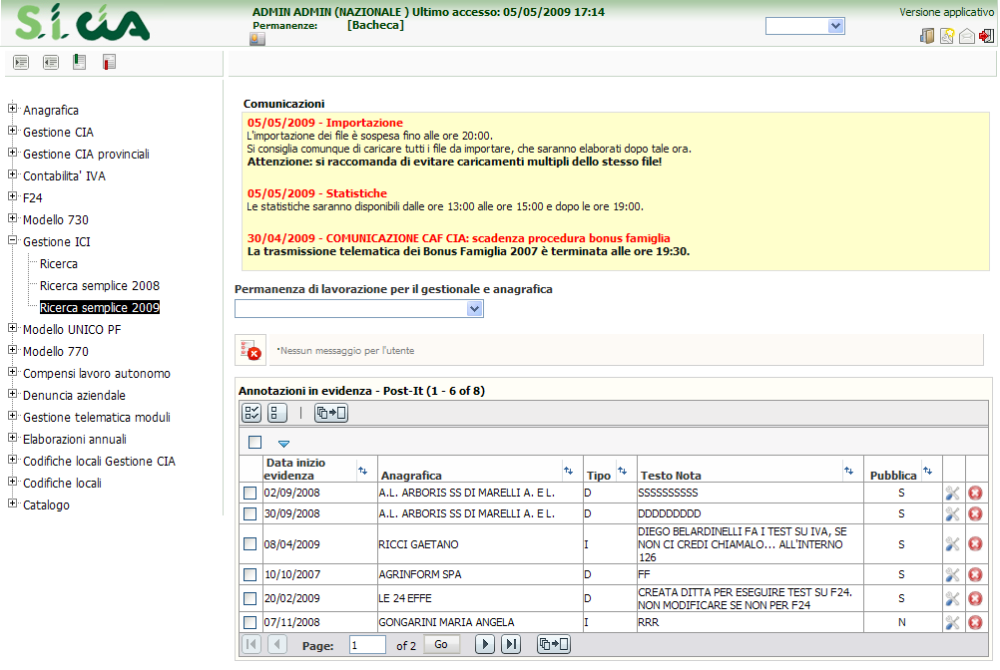 S.I. CIA
ADMIN ADMIN (NAZIONALE ) Ultimo accesso: 05/05/2009 17:14
Permanenze: [Bacheca]
Versione applicativo
Anagrafica
Gestione CIA
Gestione CIA provinciali
Contabilita' IVA
F24
Modello 730
Gestione ICI
Ricerca
Ricerca semplice 2008
Ricerca semplice 2009
Modello UNICO PF
Modello 770
Compensi lavoro autonomo
Denuncia aziendale
Gestione telematica moduli
Elaborazioni annuali
Codifiche locali Gestione CIA
Codifiche locali
Catalogo
Comunicazioni
05/05/2009 - Importazione
L'importazione dei file è sospesa fino alle ore 20:00.
Si consiglia comunque di caricare tutti i file da importare, che saranno elaborati dopo tale ora.
Attenzione: si raccomanda di evitare caricamenti multipli dello stesso file!
05/05/2009 - Statistiche
Le statistiche saranno disponibili dalle ore 13:00 alle ore 15:00 e dopo le ore 19:00.
30/04/2009 - COMUNICAZIONE CAF CIA: scadenza procedura bonus famiglia
La trasmissione telematica dei Bonus Famiglia 2007 è terminata alle ore 19:30.
Permanenza di lavorazione per il gestionale e anagrafica
•Nessun messaggio per l'utente
Annotazioni in evidenza - Post-It (1 - 6 of 8)
Data inizio evidenza Anagrafica Tipo Testo Nota Pubblica
02/09/2008 A.L. ARBORIS SS DI MARELLI A. E L. D SSSSSSSSSS S
30/09/2008 A.L. ARBORIS SS DI MARELLI A. E L. D DDDDDDDDD S
08/04/2009 RICCI GAETANO I DIEGO BELARDINELLI FA I TEST SU IVA, SE
NON CI CREDI CHIAMALO... ALL'INTERNO
126 S
10/10/2007 AGRINFORM SPA D FF S
20/02/2009 LE 24 EFFE D CREATA DITTA PER ESEGUIRE TEST SU F24.
NON MODIFICARE SE NON PER F24 S
07/11/2008 GONGARINI MARIA ANGELA I RRR N
Page: 1 of 2 Go